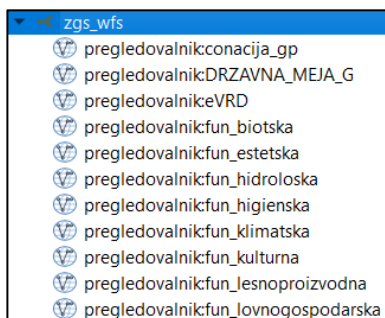 zgs_wfs
pregledovalnik:conacija_gp
pregledovalnik:DRZAVNA_MEJA_G
pregledovalnik:eVRD
pregledovalnik:fun_biotska
pregledovalnik:fun_estetska
pregledovalnik:fun_hidroloska
pregledovalnik:fun_higienska
pregledovalnik:fun_klimatska
pregledovalnik:fun_kulturna
pregledovalnik:fun_lesnoproizvodna
pregledovalnik:fun_lovnogospodarska